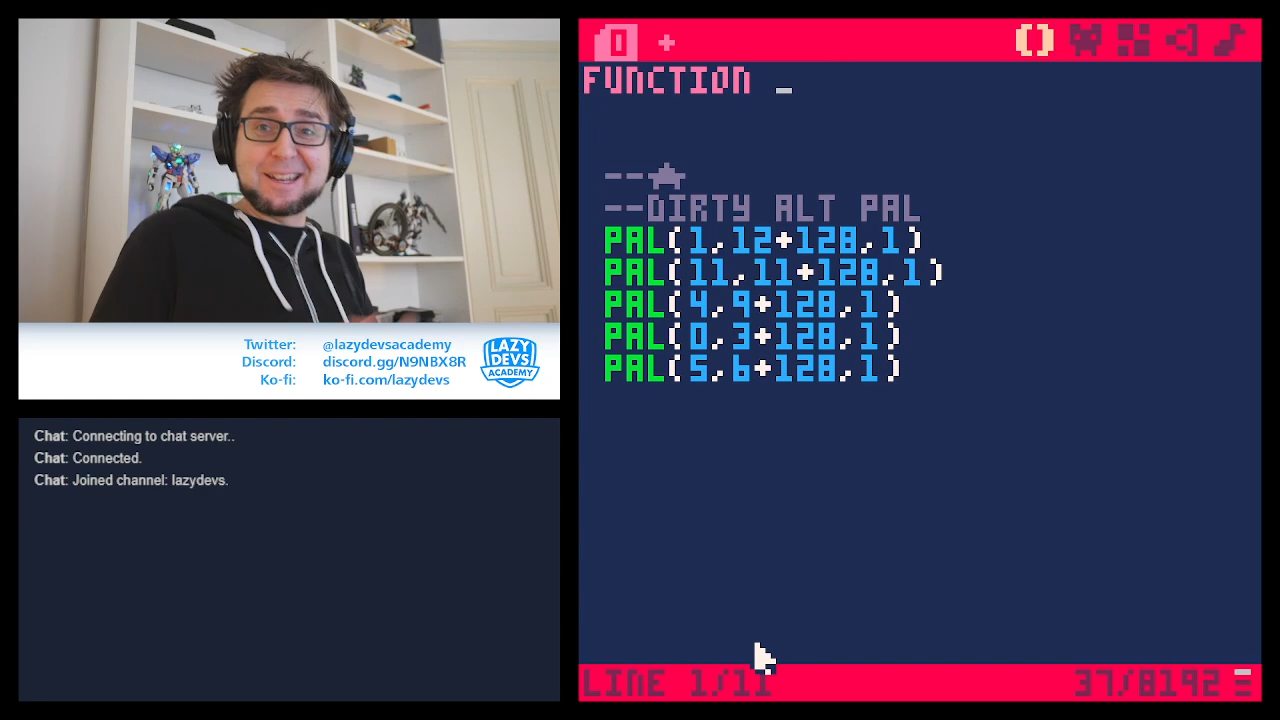 Twitter: @lazydevsacademy
Discord: discord.gg/N9NBX8R
Ko-fi: ko-fi.com/lazydevs
LAZY
DEVS
ACADEMY
Chat: Connecting to chat server..
Chat: Connected.
Chat: Joined channel: lazydevs.
0 +
FUNCTION _
--
--DIRTY ALT PAL
PAL(1,12+128,1)
PAL(11,11+128,1)
PAL(4,9+128,1)
PAL(0,3+128,1)
PAL(5,6+128,1)
LINE 1/11
37/8192